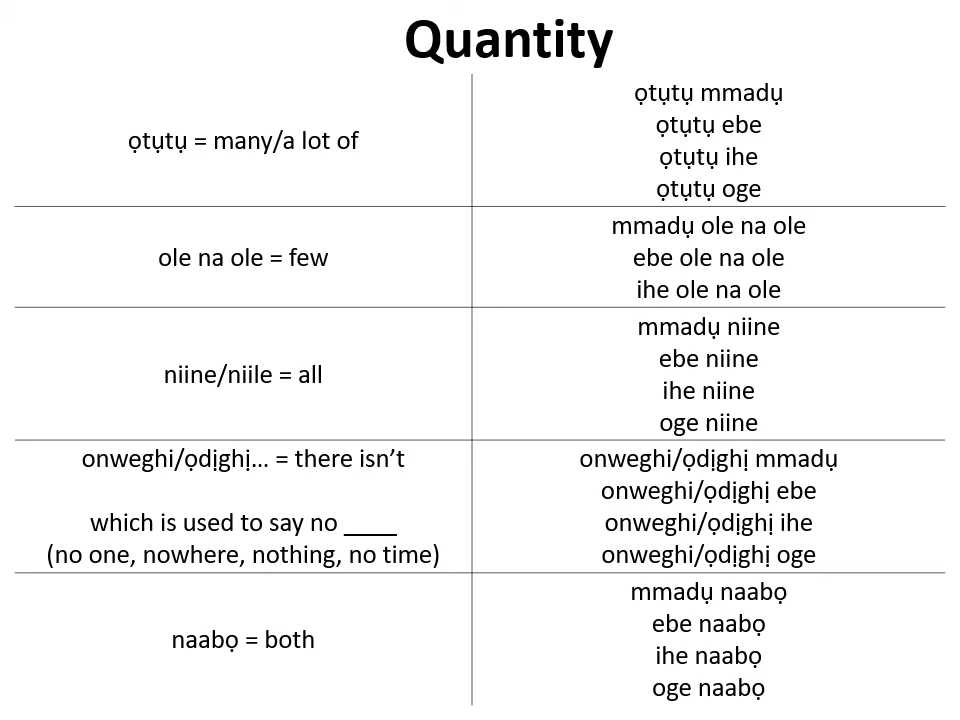 Quantity
ọtụtụ = many/a lot of
ọtụtụ mmadụ
ọtụtụ ebe
ọtụtụ ihe
ọtụtụ oge
ole na ole = few
mmadụ ole na ole
ebe ole na ole
ihe ole na ole
niine/niile = all
mmadụ niine
ebe niine
ihe niine
oge niine
onweghi/ọdịghị... = there isn’t
which is used to say no ____
(no one, nowhere, nothing, no time)
onweghi/ọdịghị mmadụ
onweghi/ọdịghị ebe
onweghi/ọdịghị ihe
onweghi/ọdịghị oge
naabọ = both
mmadụ naabọ
ebe naabọ
ihe naabọ
oge naabọ